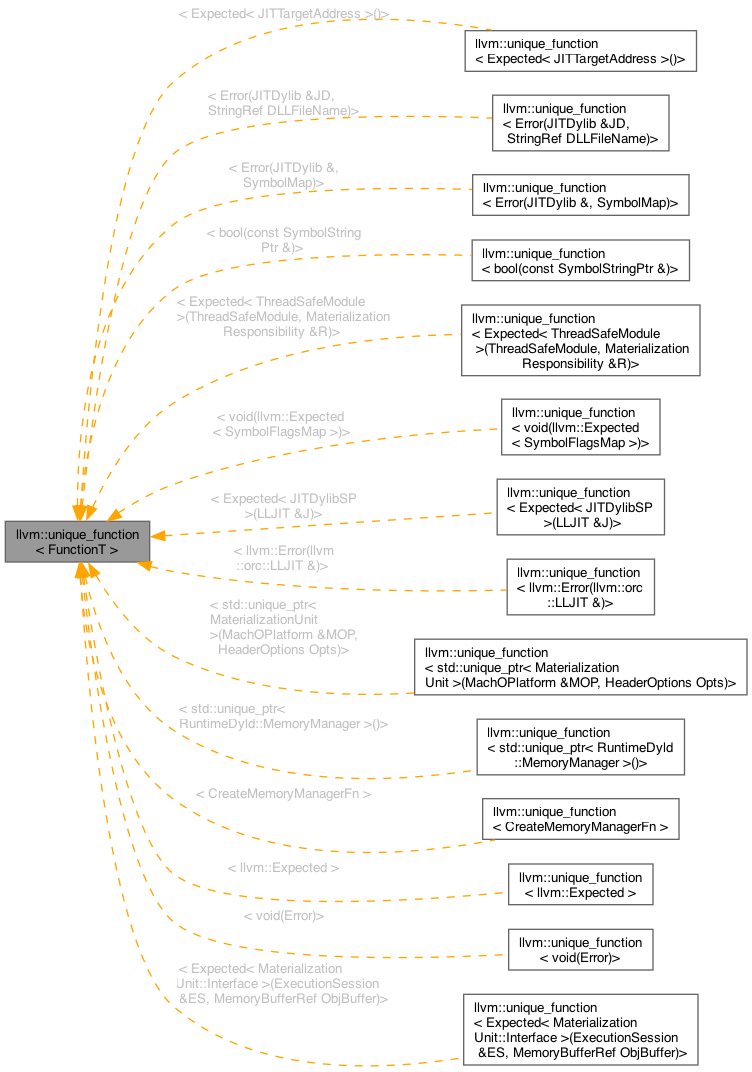 < Expected< JITTargetAddress >()>
llvm::unique_function
< Expected< JITTargetAddress >()>
< Error(JITDylib &JD,
StringRef DLLFileName)>
llvm::unique_function
< Error(JITDylib &JD,
StringRef DLLFileName)>
< Error(JITDylib &,
SymbolMap)>
llvm::unique_function
< Error(JITDylib &, SymbolMap)>
< bool(const SymbolString
Ptr &)>
llvm::unique_function
< bool(const SymbolStringPtr &)>
< Expected< ThreadSafeModule
>(ThreadSafeModule, Materialization
Responsibility &R)>
llvm::unique_function
< Expected< ThreadSafeModule
>(ThreadSafeModule, Materialization
Responsibility &R)>
< void(llvm::Expected
< SymbolFlagsMap >)>
llvm::unique_function
< void(llvm::Expected
< SymbolFlagsMap >)>
< Expected< JITDylibSP
>(LLJIT &J)>
llvm::unique_function
< Expected< JITDylibSP
>(LLJIT &J)>
llvm::unique_function
< FunctionT >
< llvm::Error(llvm
::orc::LLJIT &)>
llvm::unique_function
< llvm::Error(llvm::orc
::LLJIT &)>
< std::unique_ptr<
MaterializationUnit
>(MachOPlatform &MOP,
HeaderOptions Opts)>
llvm::unique_function
< std::unique_ptr< Materialization
Unit >(MachOPlatform &MOP, HeaderOptions Opts)>
< std::unique_ptr<
RuntimeDyld::MemoryManager >()>
llvm::unique_function
< std::unique_ptr< RuntimeDyld
::MemoryManager >()>
< CreateMemoryManagerFn >
llvm::unique_function
< CreateMemoryManagerFn >
< llvm::Expected >
llvm::unique_function
< llvm::Expected >
< void(Error)>
llvm::unique_function
< void(Error)>
< Expected< Materialization
Unit::Interface >(ExecutionSession
&ES, MemoryBufferRef ObjBuffer)>
llvm::unique_function
< Expected< Materialization
Unit::Interface >(ExecutionSession
&ES, MemoryBufferRef ObjBuffer)>